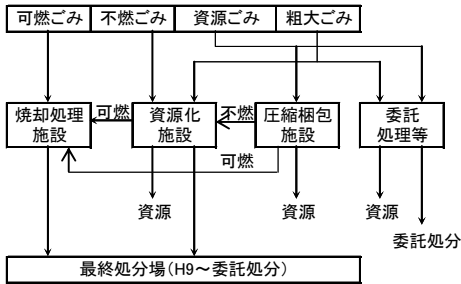 可燃ごみ 不燃ごみ 資源ごみ 粗大ごみ
焼却処理
施設
可燃
資源化
施設
不燃
圧縮梱包
施設
委託
処理等
可燃
資源
資源
資源
委託処分
最終処分場(H9~委託処分)